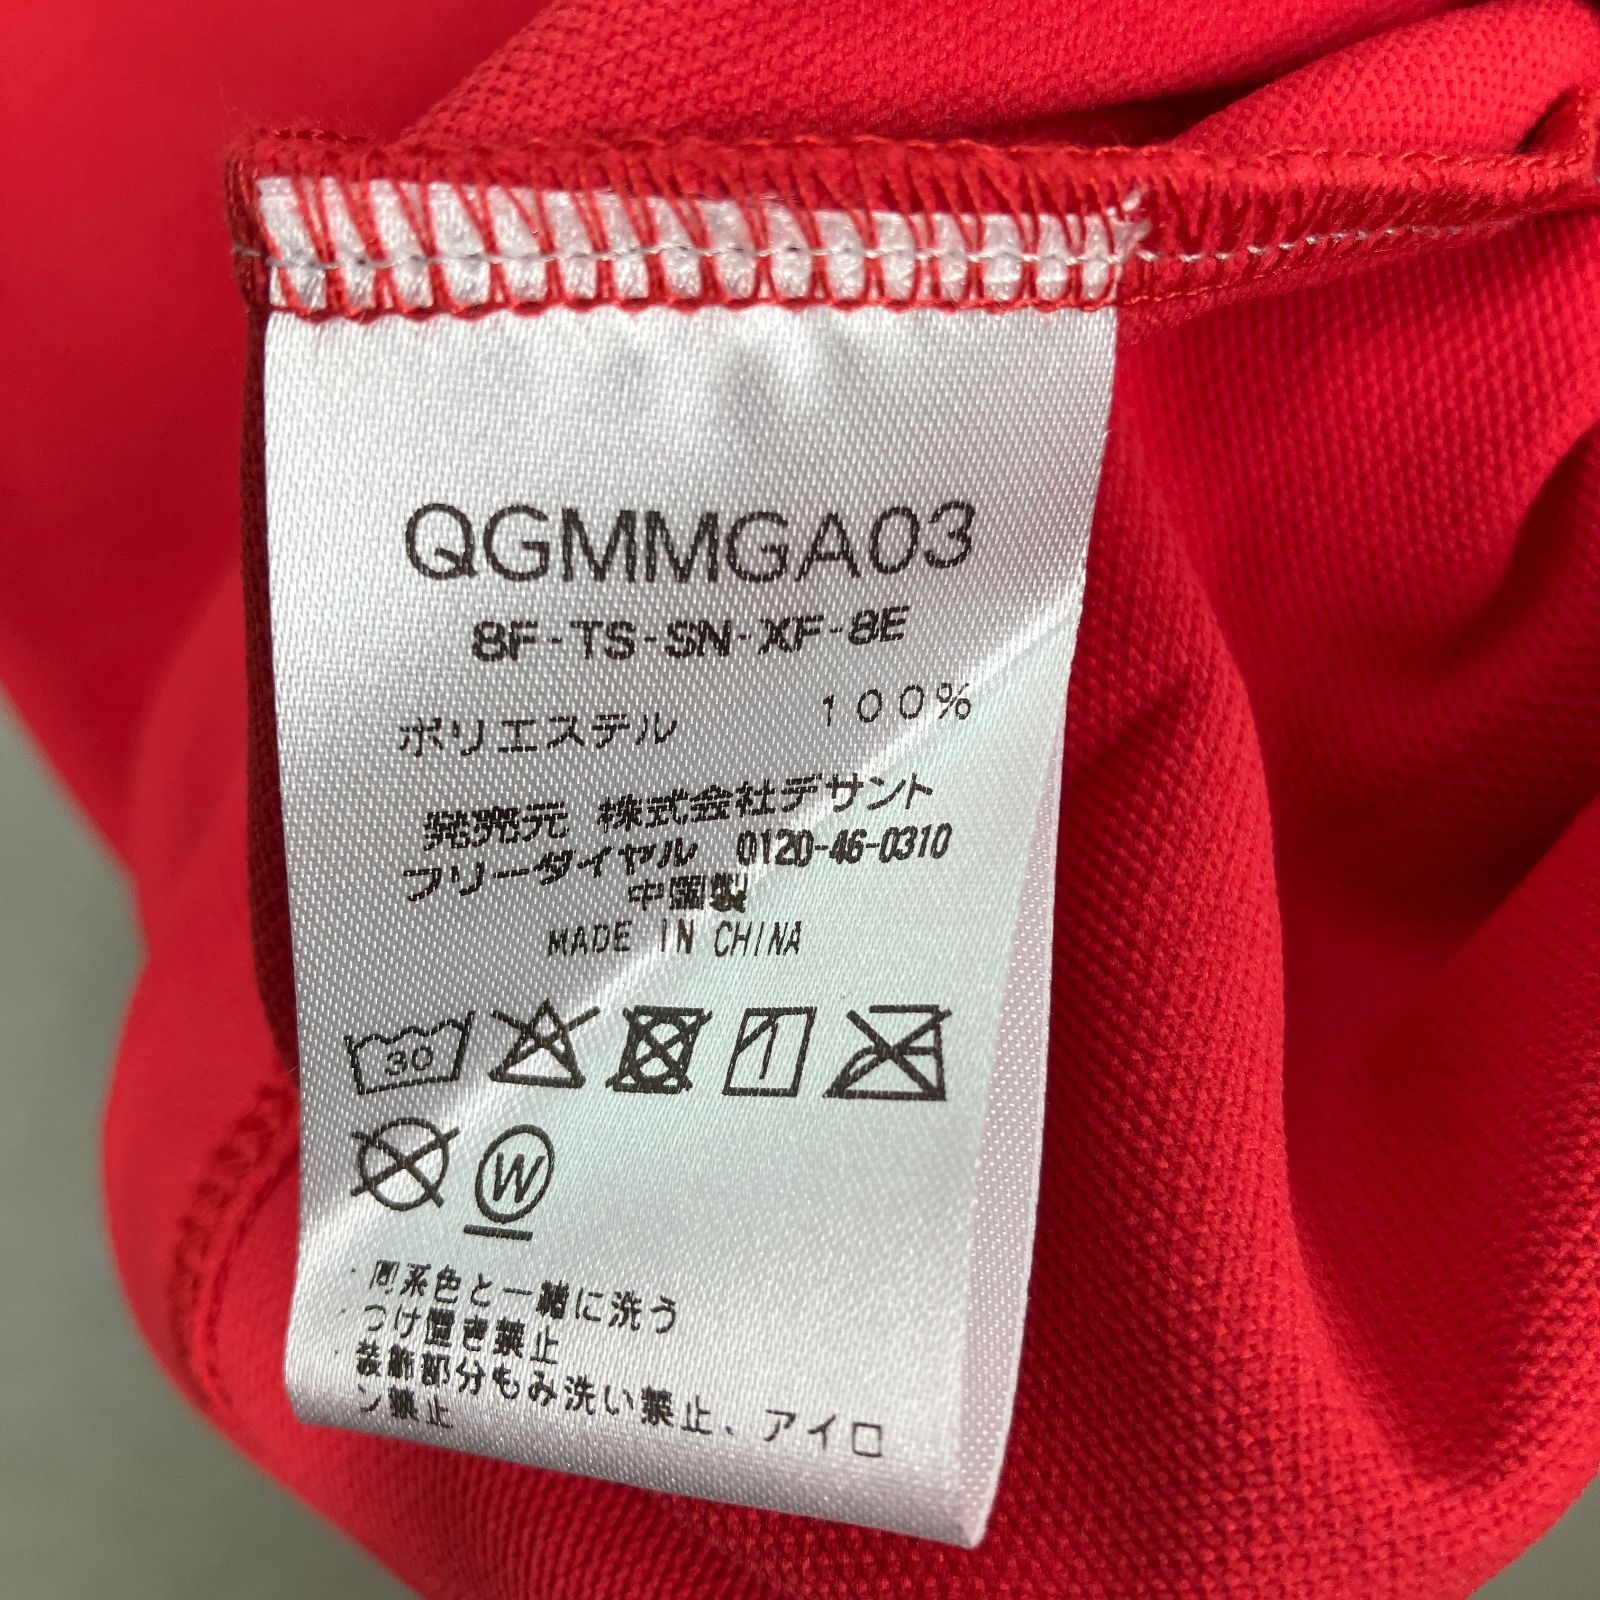 QGMMGA03
8F-TS-SN-XF-8E
ポリエステル 100%
発売元 株式会社デサント
フリーダイヤル 0120-46-0310
中国製
MADE IN CHINA
30
W
・同系色と一緒に洗う
つけ置き禁止
装飾部分もみ洗い禁止、アイロ
ン禁止